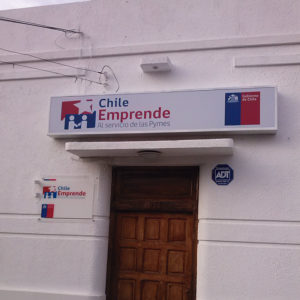 Chile
Emprende
Al servicio de las Pymes
Gobierno
de Chile
Chile
Emprende
ADT